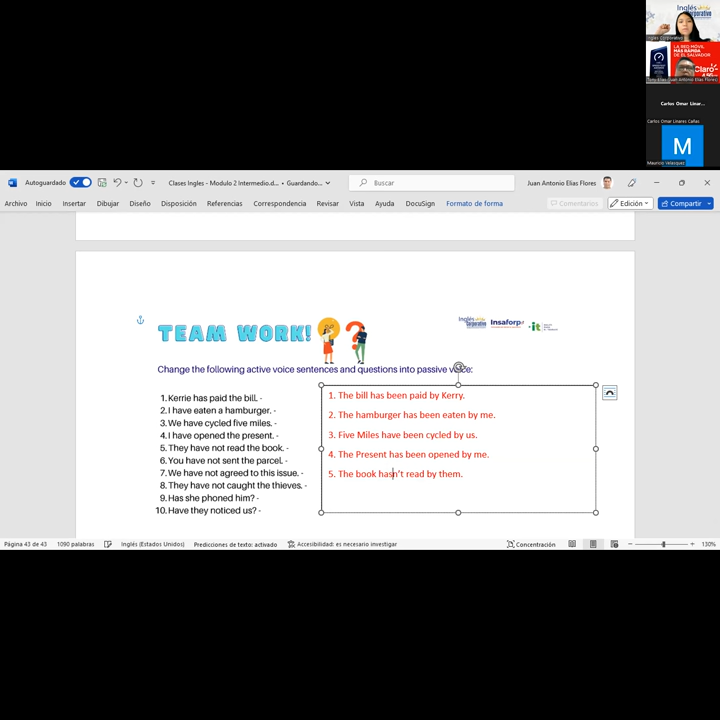 Inglés
Corporativo
Inglés Corporativo
LA RED MÓVIL
MÁS RÁPIDA
DE EL SALVADOR
Claro
Carlos Omar Linar...
Carlos Omar Linares Cañas
M
Mauricio Velasquez
Autoguardado
Clases Ingles - Modulo 2 Intermedio.d... • Guardando...
Buscar
Juan Antonio Elias Flores
Archivo Inicio Insertar Dibujar Diseño Disposición Referencias Correspondencia Revisar Vista Ayuda DocuSign Formato de forma
Comentarios Edición Compartir
TEAM WORK!
Inglés
Corporativo
Insaforp
it
Change the following active voice sentences and questions into passive voice:
1. Kerrie has paid the bill. -
2. I have eaten a hamburger. -
3. We have cycled five miles. -
4. I have opened the present. -
5. They have not read the book. -
6. You have not sent the parcel. -
7. We have not agreed to this issue. -
8. They have not caught the thieves. -
9. Has she phoned him? -
10. Have they noticed us? -
1. The bill has been paid by Kerry.
2. The hamburger has been eaten by me.
3. Five Miles have been cycled by us.
4. The Present has been opened by me.
5. The book hasn't read by them.
Página 43 de 43 1090 palabras Inglés (Estados Unidos) Predicciones de texto: activado Accesibilidad: es necesario investigar Concentración 130%